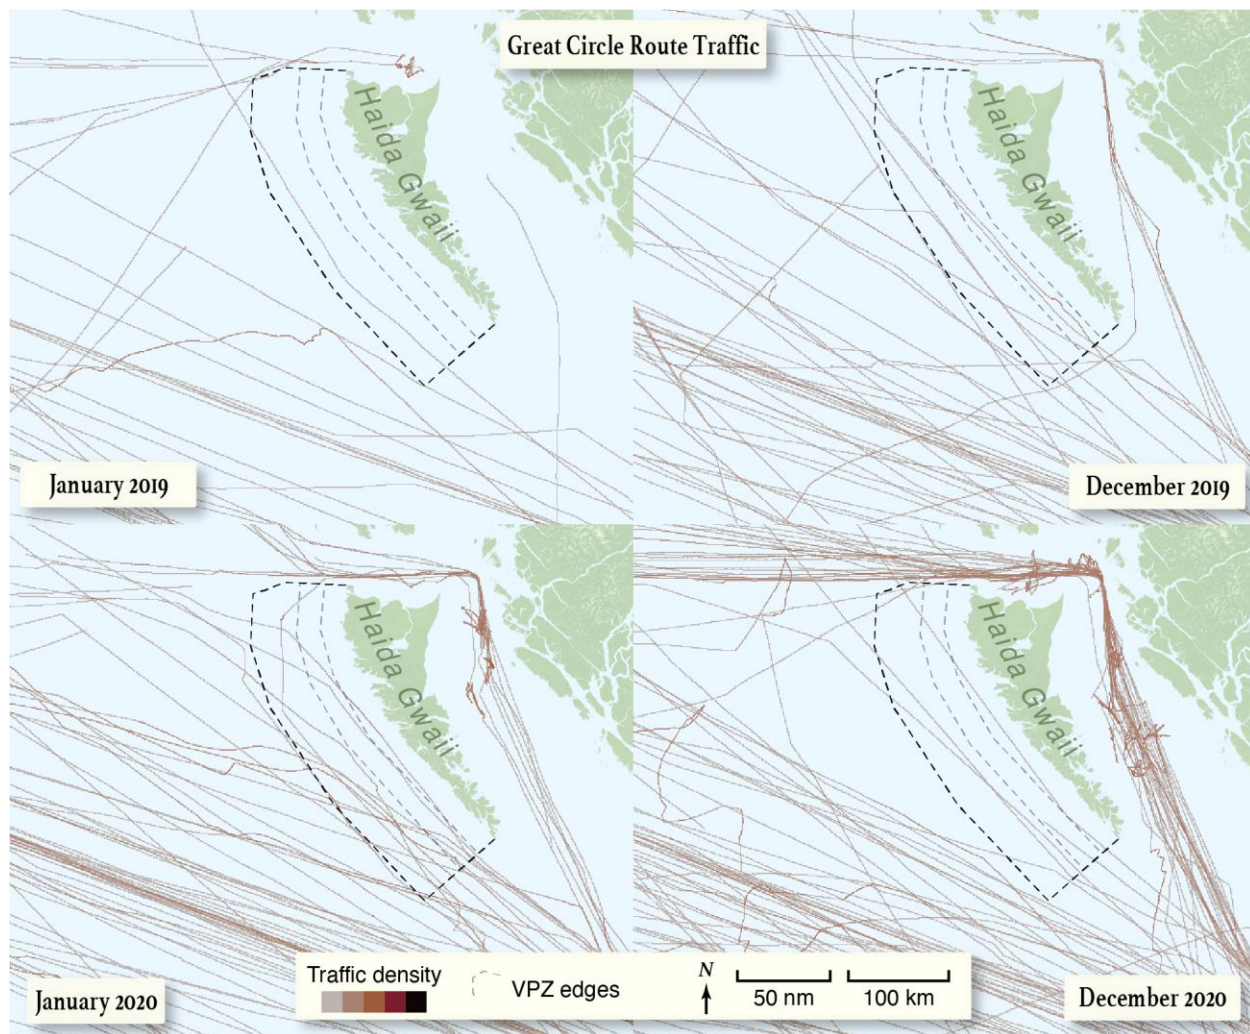 Great Circle Route Traffic
Haida Gwaii
Haida Gwaii
January 2019
December 2019
Haida Gwaii
Haida Gwaii
January 2020
Traffic density
VPZ edges
N
50 nm
100 km
December 2020